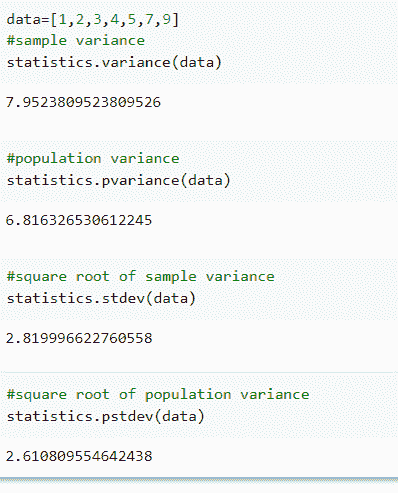 data=[1,2,3,4,5,7,9]
#sample variance
statistics.variance(data)
7.9523809523809526
#population variance
statistics.pvariance(data)
6.816326530612245
#square root of sample variance
statistics.stdev(data)
2.819996622760558
#square root of population variance
statistics.pstdev(data)
2.610809554642438